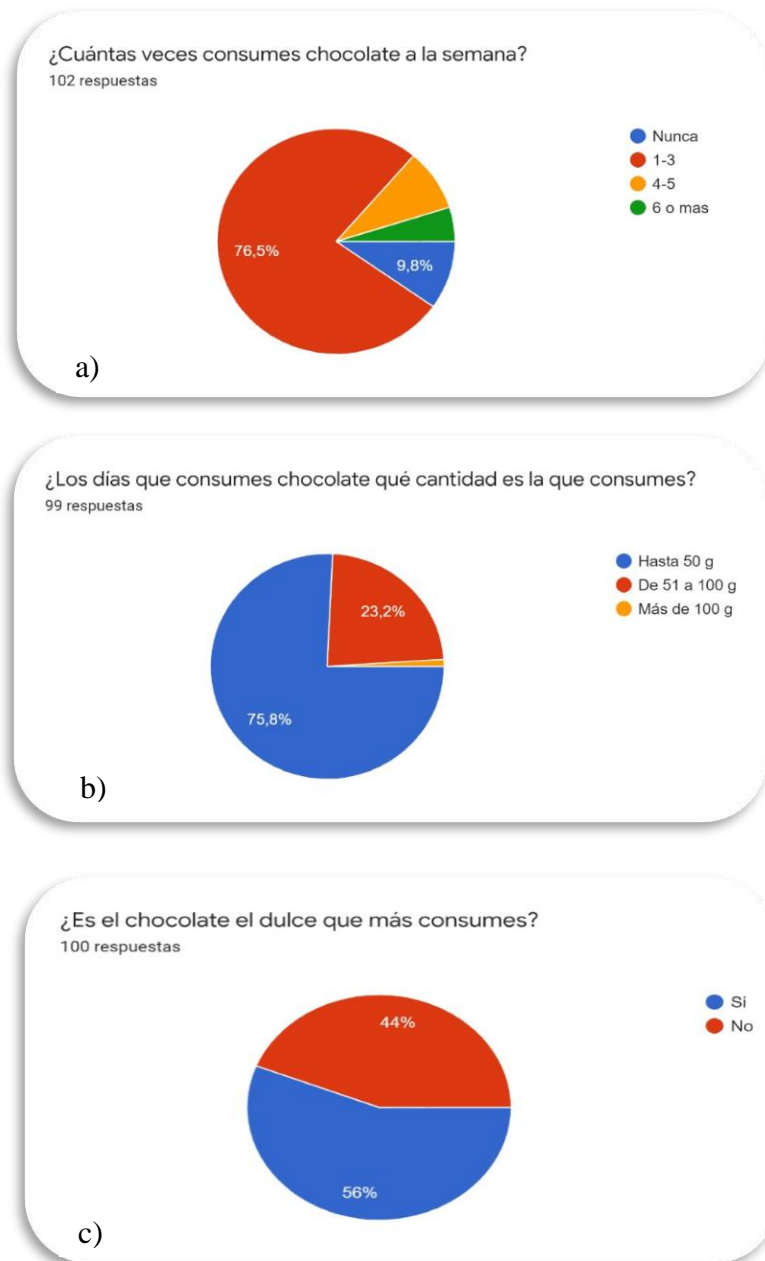 ¿Cuántas veces consumes chocolate a la semana?
102 respuestas
Nunca
1-3
4-5
6 o mas
76,5%
9,8%
a)
¿Los días que consumes chocolate qué cantidad es la que consumes?
99 respuestas
Hasta 50 g
De 51 a 100 g
Más de 100 g
23,2%
75,8%
b)
¿Es el chocolate el dulce que más consumes?
100 respuestas
Si
No
44%
56%
c)